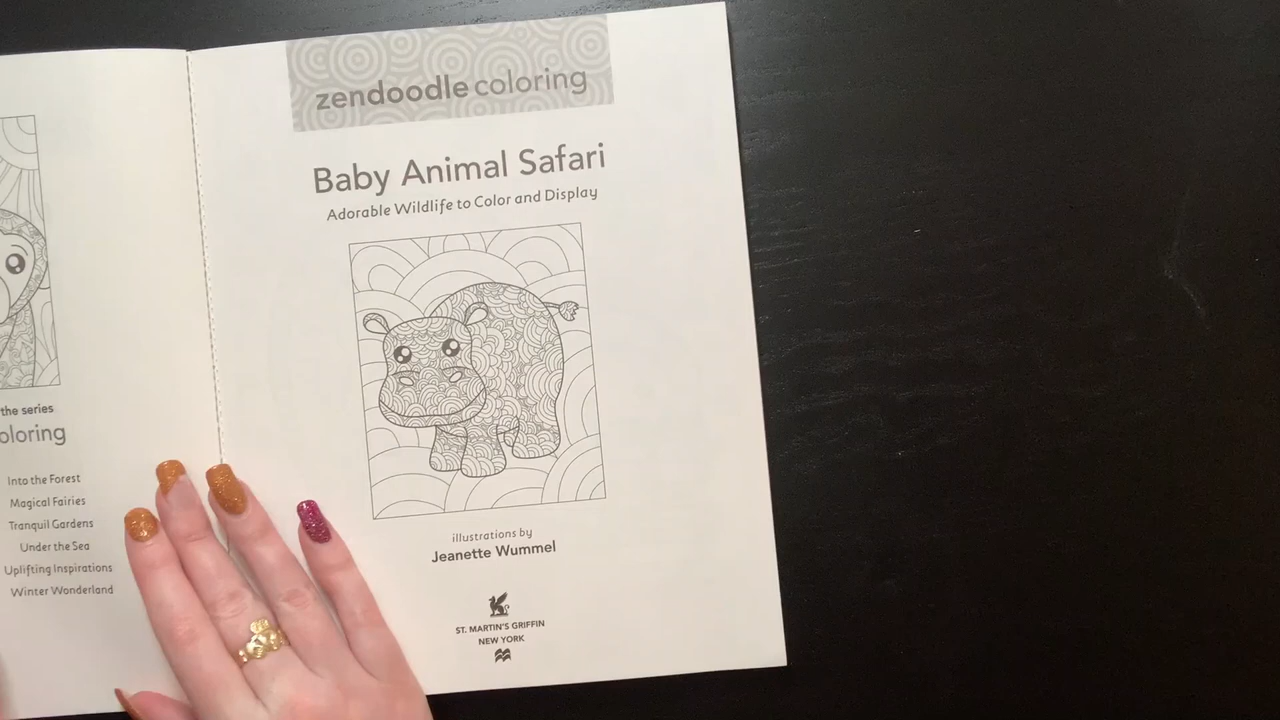 the series
oloring
Into the Forest
Magical Fairies
Tranquil Gardens
Under the Sea
Uplifting Inspirations
Winter Wonderland
zendoodle coloring
Baby Animal Safari
Adorable Wildlife to Color and Display
illustrations by
Jeanette Wummel
ST. MARTIN'S GRIFFIN
NEW YORK